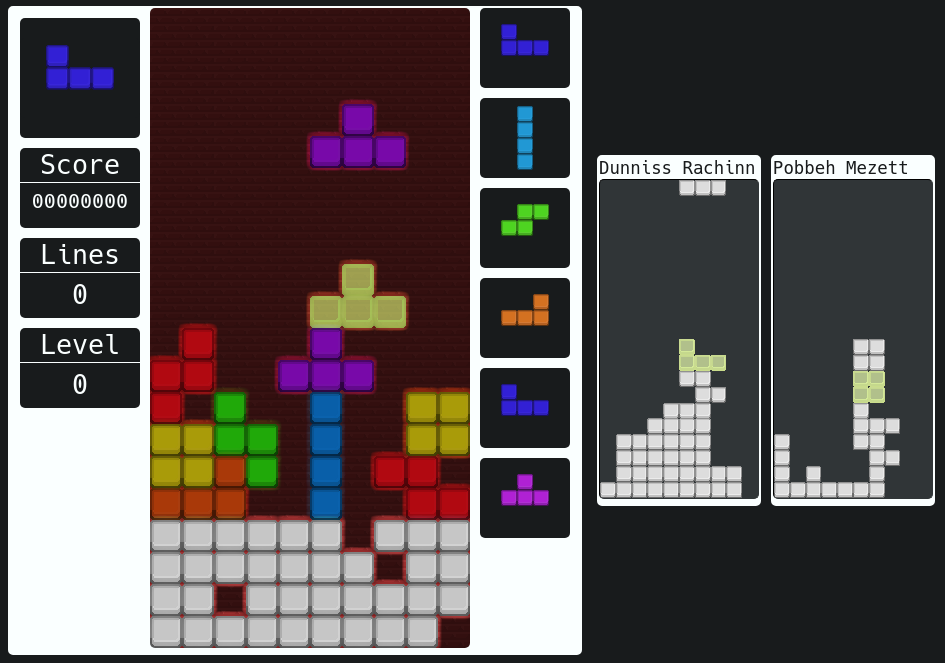 Score
00000000
Lines
0
Level
0
Dunniss Rachinn
Pobbeh Mezett